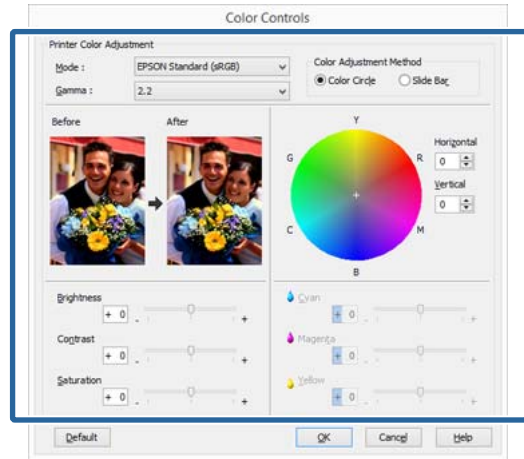 Color Controls
Printer Color Adjustment
Mode : EPSON Standard (sRGB)
Gamma : 2.2
Color Adjustment Method
Color Circle Slide Bar
Before After
Y
G R
C M
B
Horizontal
0
Vertical
0
Brightness
+ 0 - +
Contrast
+ 0 - +
Saturation
+ 0 - +
Cyan
+ 0 - +
Magenta
+ 0 - +
Yellow
+ 0 - +
Default OK Cancel Help